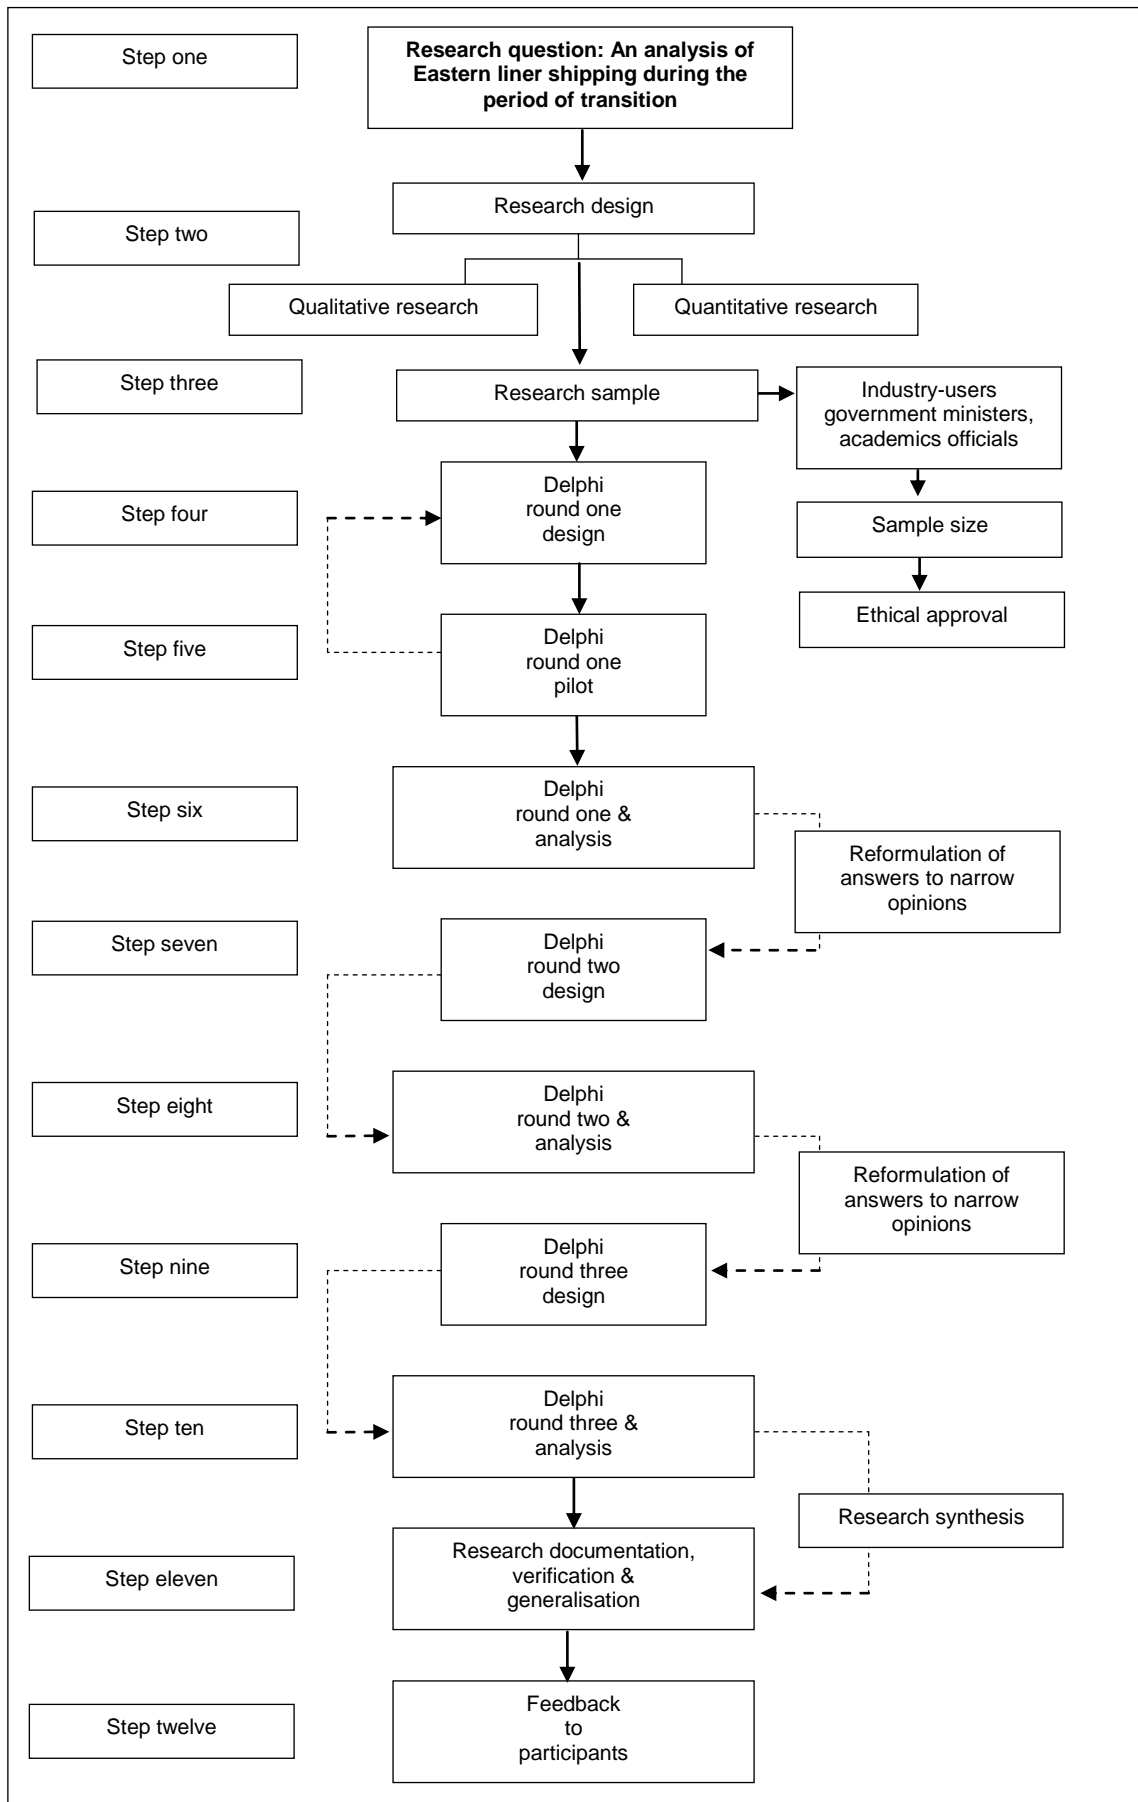 Step one
Research question: An analysis of
Eastern liner shipping during the
period of transition
Research design
Step two
Qualitative research
Quantitative research
Step three
Research sample
Industry-users
government ministers,
academics officials
Step four
Delphi
round one
design
Sample size
Ethical approval
Step five
Delphi
round one
pilot
Step six
Delphi
round one &
analysis
Reformulation of
answers to narrow
opinions
Step seven
Delphi
round two
design
Step eight
Delphi
round two &
analysis
Reformulation of
answers to narrow
opinions
Step nine
Delphi
round three
design
Step ten
Delphi
round three &
analysis
Research synthesis
Step eleven
Research documentation,
verification &
generalisation
Step twelve
Feedback
to
participants